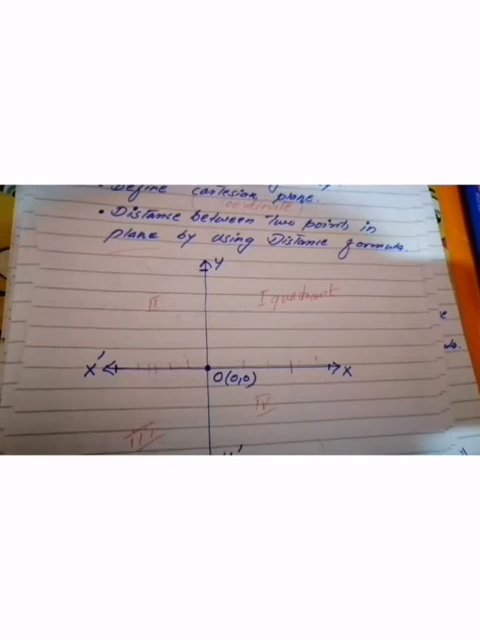 • Define cartesian plane.
cordinate
• Distance between two points in
plane by using Distance formula.
Y
II
I quadrant
X'
X
O(0,0)
IV
III